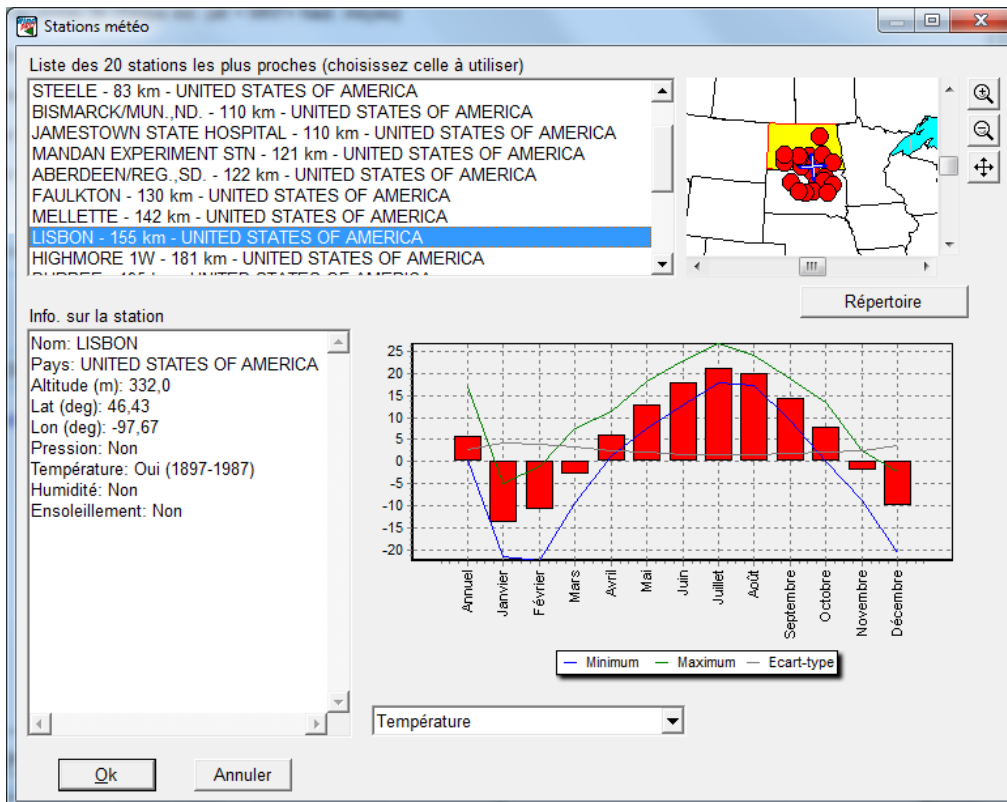 Stations météo
Liste des 20 stations les plus proches (choisissez celle à utiliser)
STEELE - 83 km - UNITED STATES OF AMERICA
BISMARCK/MUN.,ND. - 110 km - UNITED STATES OF AMERICA
JAMESTOWN STATE HOSPITAL - 110 km - UNITED STATES OF AMERICA
MANDAN EXPERIMENT STN - 121 km - UNITED STATES OF AMERICA
ABERDEEN/REG.,SD. - 122 km - UNITED STATES OF AMERICA
FAULKTON - 130 km - UNITED STATES OF AMERICA
MELLETTE - 142 km - UNITED STATES OF AMERICA
LISBON - 155 km - UNITED STATES OF AMERICA
HIGHMORE 1W - 181 km - UNITED STATES OF AMERICA
Répertoire
Info. sur la station
Nom: LISBON
Pays: UNITED STATES OF AMERICA
Altitude (m): 332,0
Lat (deg): 46,43
Lon (deg): -97,67
Pression: Non
Température: Oui (1897-1987)
Humidité: Non
Ensoleillement: Non
25
20
15
10
5
0
-5
-10
-15
-20
Annuel
Janvier
Février
Mars
Avril
Mai
Juin
Juillet
Août
Septembre
Octobre
Novembre
Décembre
Minimum
Maximum
Ecart-type
Température
Ok
Annuler